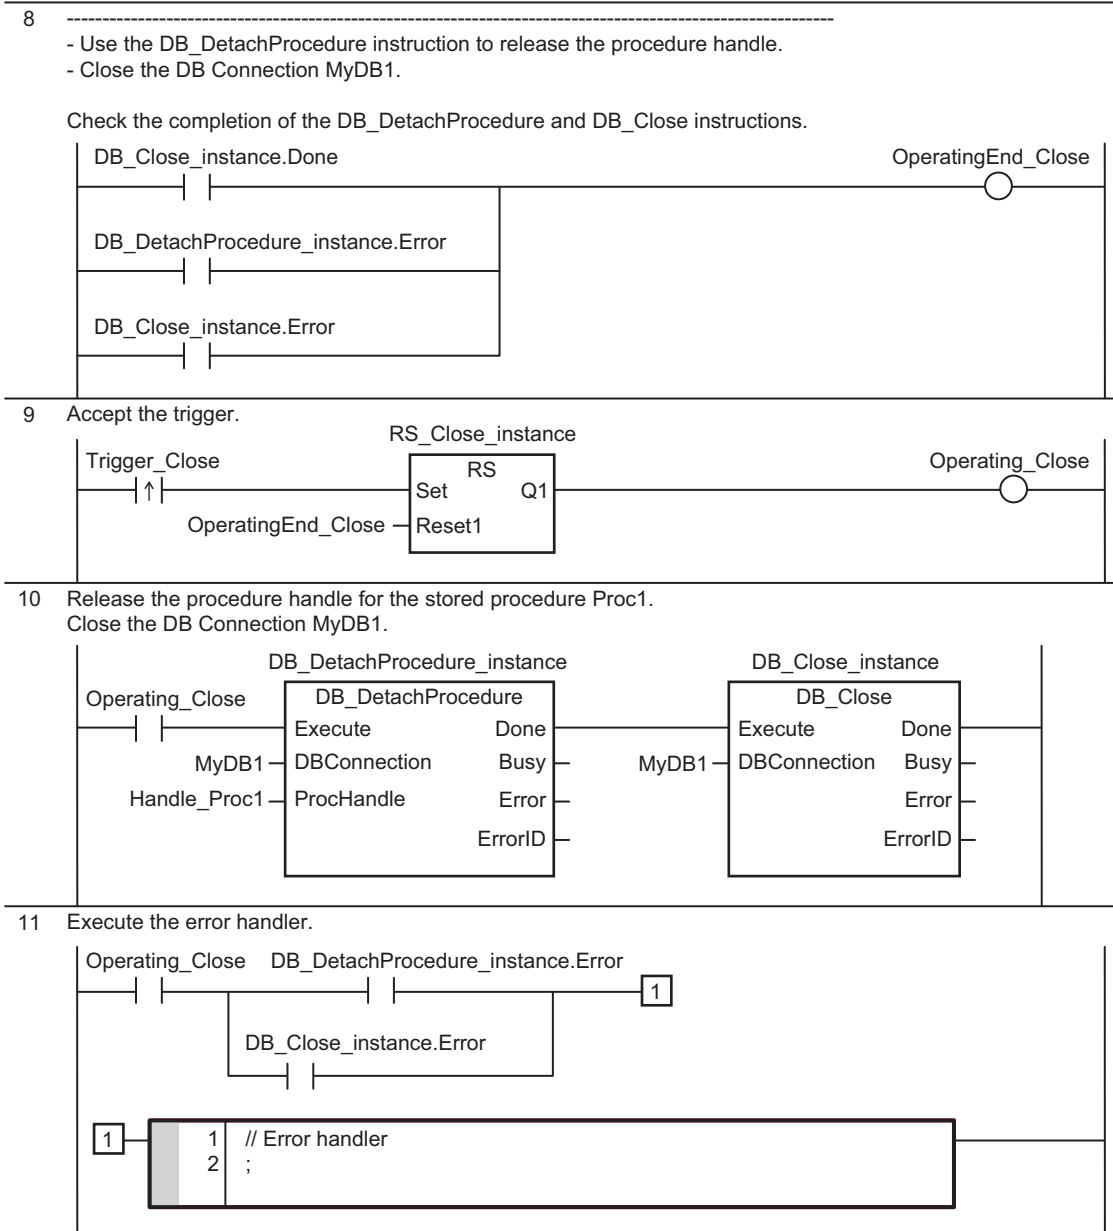 8 --------------------------------------------------------------------------------------------------------------
- Use the DB_DetachProcedure instruction to release the procedure handle.
- Close the DB Connection MyDB1.
Check the completion of the DB_DetachProcedure and DB_Close instructions.
DB_Close_instance.Done OperatingEnd_Close
DB_DetachProcedure_instance.Error
DB_Close_instance.Error
9 Accept the trigger.
RS_Close_instance
Trigger_Close RS Operating_Close
↑ Set Q1
OperatingEnd_Close Reset1
10 Release the procedure handle for the stored procedure Proc1.
Close the DB Connection MyDB1.
DB_DetachProcedure_instance DB_Close_instance
Operating_Close DB_DetachProcedure DB_Close
Execute Done Execute Done
MyDB1 DBConnection Busy MyDB1 DBConnection Busy
Handle_Proc1 ProcHandle Error Error
ErrorID ErrorID
11 Execute the error handler.
Operating_Close DB_DetachProcedure_instance.Error
1
DB_Close_instance.Error
1 1 // Error handler
2 ;